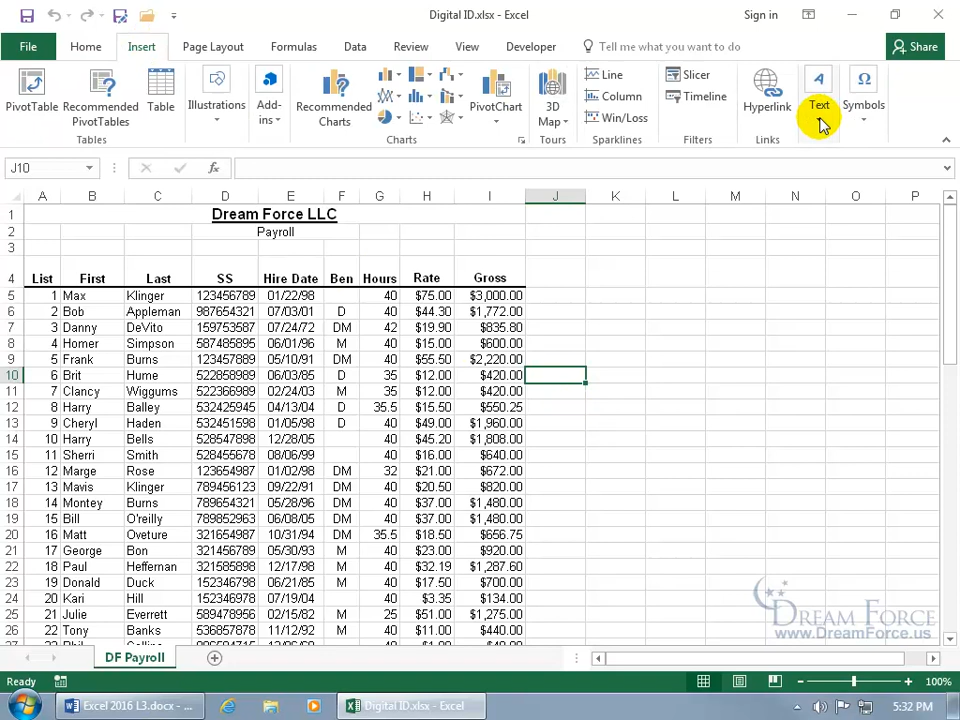 Digital ID.xlsx - Excel
Sign in
File Home Insert Page Layout Formulas Data Review View Developer Tell me what you want to do Share
PivotTable Recommended PivotTables Table Illustrations Add-ins Recommended Charts PivotChart 3D Map Line Column Win/Loss Slicer Timeline Hyperlink Text Symbols
Tables Charts Tours Sparklines Filters Links
J10 fx
A B C D E F G H I J K L M N O P
1 Dream Force LLC
2 Payroll
3
4 List First Last SS Hire Date Ben Hours Rate Gross
5 1 Max Klinger 123456789 01/22/98 40 $75.00 $3,000.00
6 2 Bob Appleman 987654321 07/03/01 D 40 $44.30 $1,772.00
7 3 Danny DeVito 159753587 07/24/72 DM 42 $19.90 $835.80
8 4 Homer Simpson 587485895 06/01/96 M 40 $15.00 $600.00
9 5 Frank Burns 123457889 05/10/91 DM 40 $55.50 $2,220.00
10 6 Brit Hume 522858989 06/03/85 D 35 $12.00 $420.00
11 7 Clancy Wiggums 522366989 02/24/03 M 35 $12.00 $420.00
12 8 Harry Balley 532425945 04/13/04 D 35.5 $15.50 $550.25
13 9 Cheryl Haden 532451598 01/05/98 D 40 $49.00 $1,960.00
14 10 Harry Bells 528547898 12/28/05 40 $45.20 $1,808.00
15 11 Sherri Smith 528455678 08/06/99 40 $16.00 $640.00
16 12 Marge Rose 123654987 01/02/98 DM 32 $21.00 $672.00
17 13 Mavis Klinger 789456123 09/22/91 DM 40 $20.50 $820.00
18 14 Montey Burns 789654321 05/28/96 DM 40 $37.00 $1,480.00
19 15 Bill O'reilly 789852963 06/08/05 DM 40 $37.00 $1,480.00
20 16 Matt Oveture 321654987 10/31/94 DM 35.5 $18.50 $656.75
21 17 George Bon 321456789 05/30/93 M 40 $23.00 $920.00
22 18 Paul Heffernan 321585898 12/17/98 M 40 $32.19 $1,287.60
23 19 Donald Duck 152346798 06/21/85 M 40 $17.50 $700.00
24 20 Kari Hill 152346978 07/19/04 40 $3.35 $134.00
25 21 Julie Everrett 589478956 02/15/82 M 25 $51.00 $1,275.00
26 22 Tony Banks 536857878 11/12/92 M 40 $11.00 $440.00
DREAM FORCE
www.DreamForce.us
DF Payroll
Ready 100%
Excel 2016 L3.docx - ... Digital ID.xlsx - Excel 5:32 PM